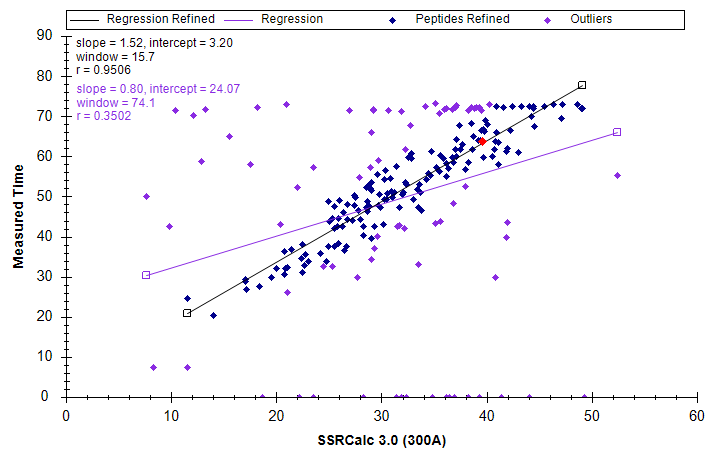 Regression Refined Regression Peptides Refined Outliers
90
slope = 1.52, intercept = 3.20
window = 15.7
r = 0.9506
slope = 0.80, intercept = 24.07
window = 74.1
r = 0.3502
80
70
60
50
40
30
20
10
0
Measured Time
0 10 20 30 40 50 60
SSRCalc 3.0 (300A)